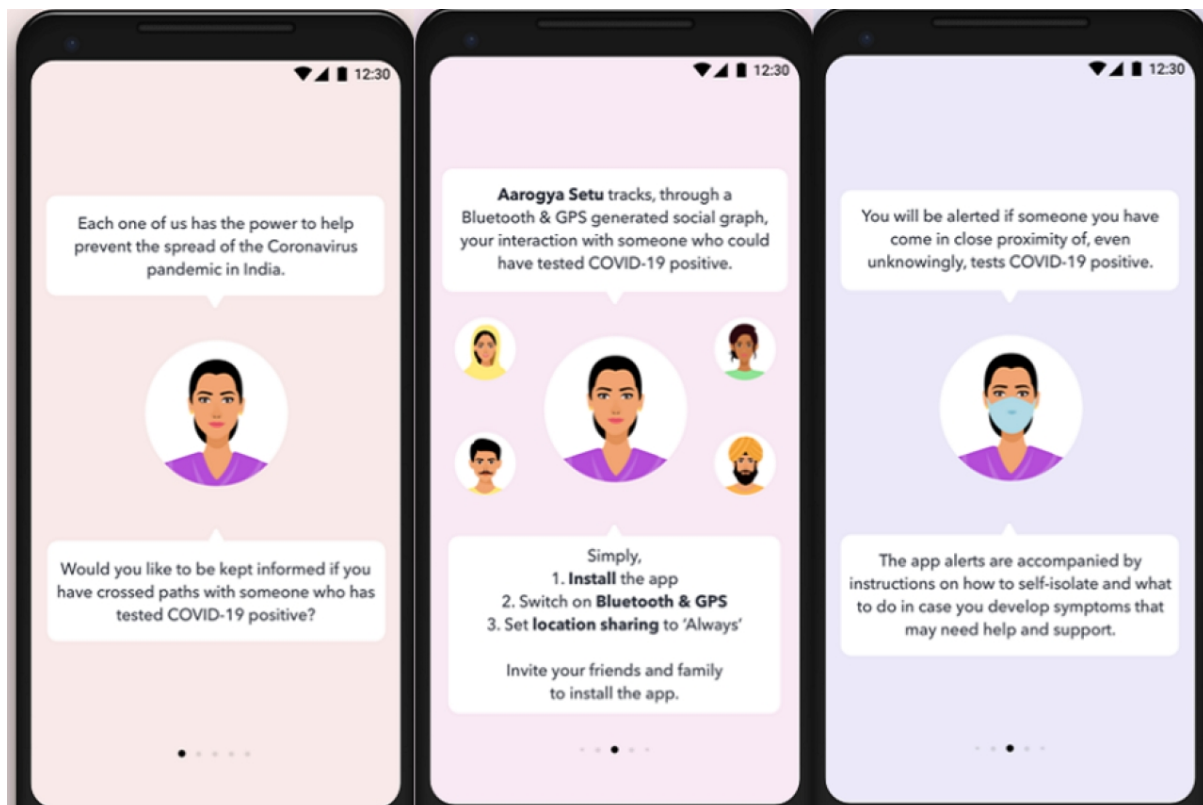 12:30
Each one of us has the power to help
prevent the spread of the Coronavirus
pandemic in India.
Would you like to be kept informed if you
have crossed paths with someone who has
tested COVID-19 positive?
12:30
Aarogya Setu tracks, through a
Bluetooth & GPS generated social graph,
your interaction with someone who could
have tested COVID-19 positive.
Simply,
1. Install the app
2. Switch on Bluetooth & GPS
3. Set location sharing to ‘Always’
Invite your friends and family
to install the app.
12:30
You will be alerted if someone you have
come in close proximity of, even
unknowingly, tests COVID-19 positive.
The app alerts are accompanied by
instructions on how to self-isolate and what
to do in case you develop symptoms that
may need help and support.